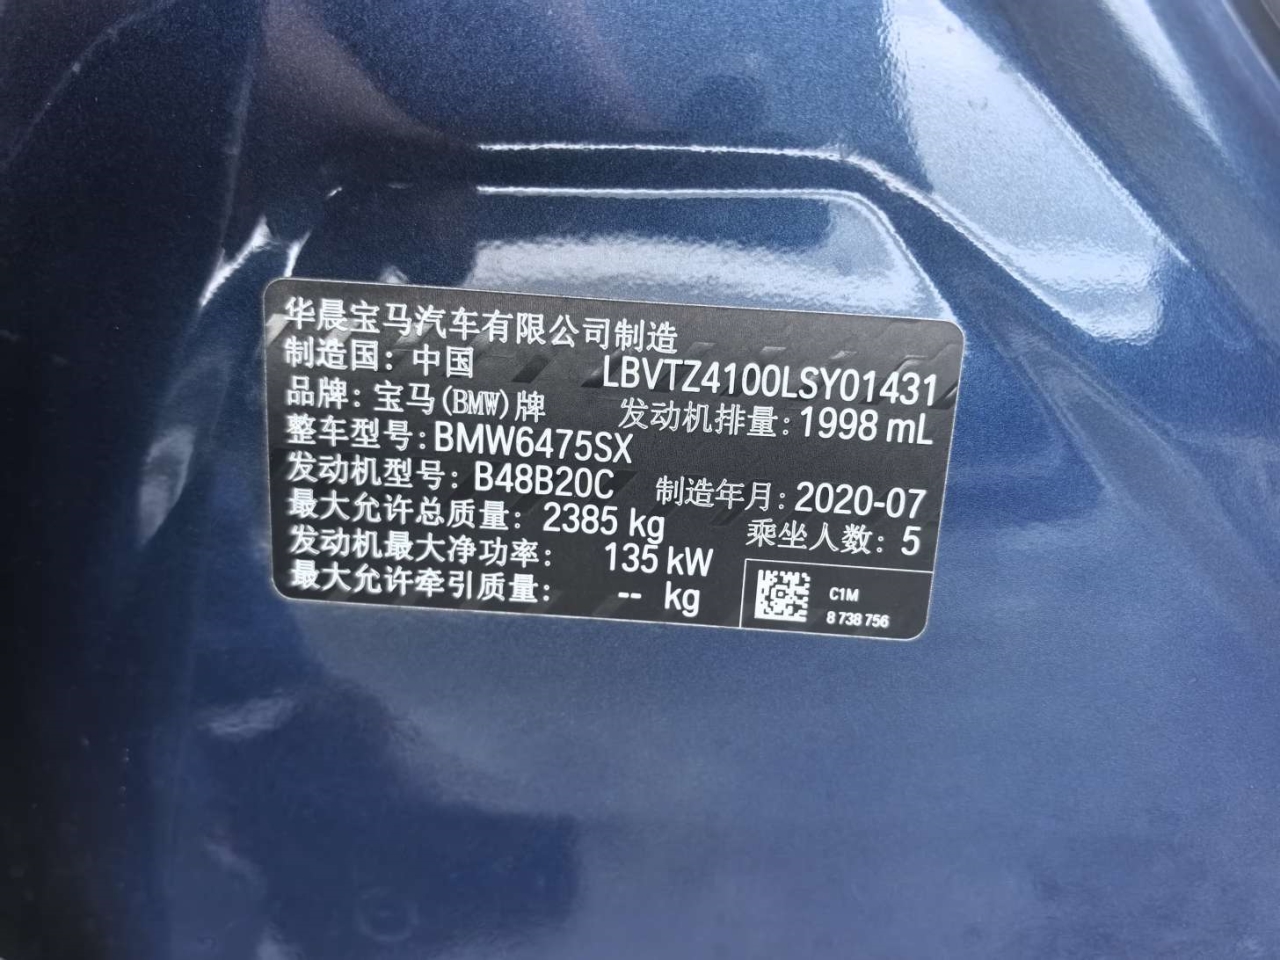 华晨宝马汽车有限公司制造
制造国：中国 LBVTZ4100LSY01431
品牌：宝马(BMW)牌 发动机排量：1998 mL
整车型号：BMW6475SX
发动机型号：B48B20C 制造年月：2020-07
最大允许总质量：2385 kg 乘坐人数：5
发动机最大净功率：135 kW
最大允许牵引质量：-- kg
C1M
8 738 756